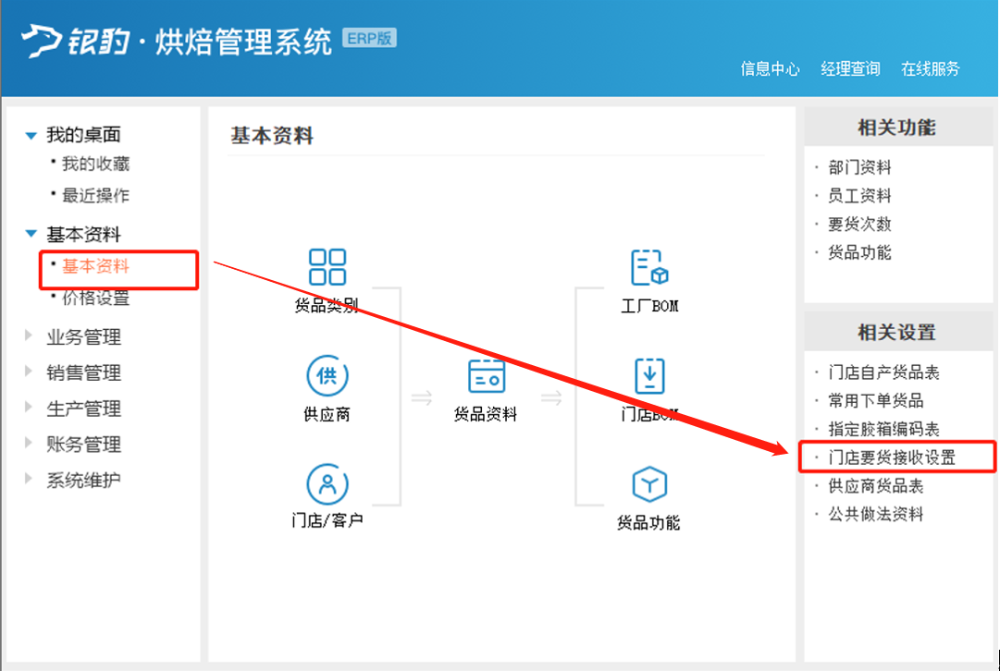 银豹·烘焙管理系统 ERP版
信息中心 经理查询 在线服务
我的桌面
·我的收藏
·最近操作
基本资料
·基本资料
·价格设置
业务管理
销售管理
生产管理
账务管理
系统维护
基本资料
货品类别
供
供应商
门店/客户
货品资料
工厂BOM
门店BOM
货品功能
相关功能
·部门资料
·员工资料
·要货次数
·货品功能
相关设置
·门店自产货品表
·常用下单货品
·指定胶箱编码表
·门店要货接收设置
·供应商货品表
·公共做法资料